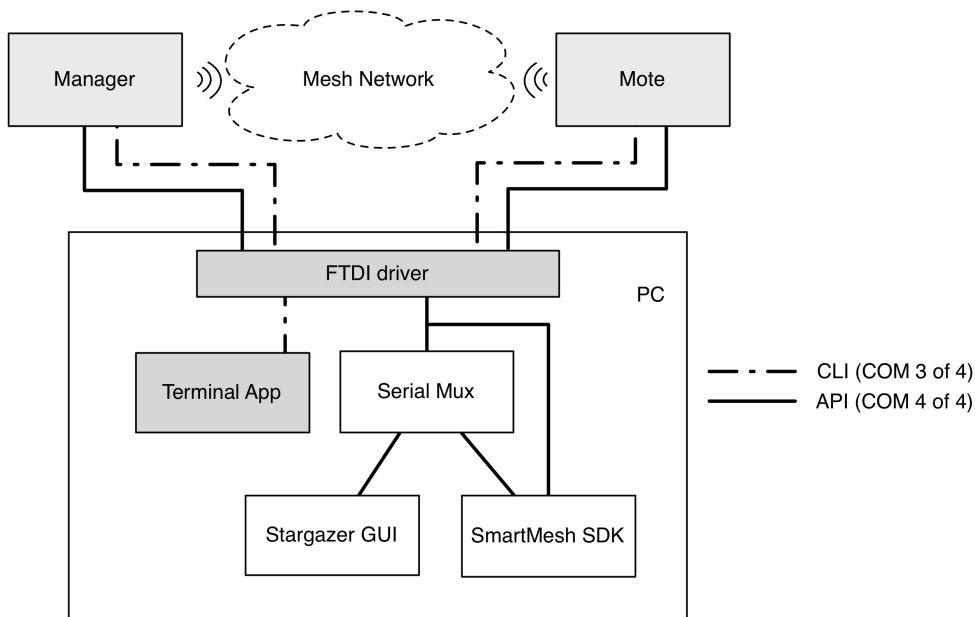 Manager
Mesh Network
Mote
FTDI driver
PC
Terminal App
Serial Mux
CLI (COM 3 of 4)
API (COM 4 of 4)
Stargazer GUI
SmartMesh SDK